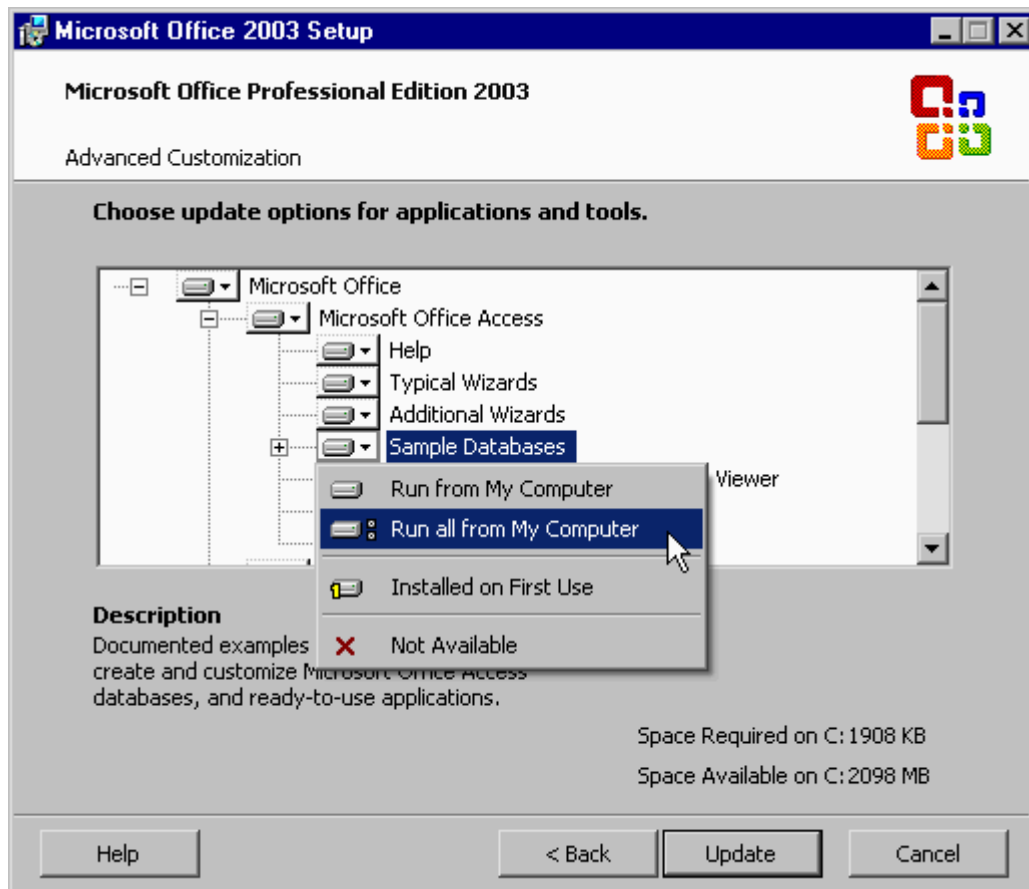 Microsoft Office 2003 Setup
Microsoft Office Professional Edition 2003
Advanced Customization
Choose update options for applications and tools.
Microsoft Office
Microsoft Office Access
Help
Typical Wizards
Additional Wizards
Sample Databases
Viewer
Run from My Computer
Run all from My Computer
Installed on First Use
Not Available
Description
Documented examples
create and customize Microsoft Office Access
databases, and ready-to-use applications.
Space Required on C: 1908 KB
Space Available on C: 2098 MB
Help
< Back
Update
Cancel